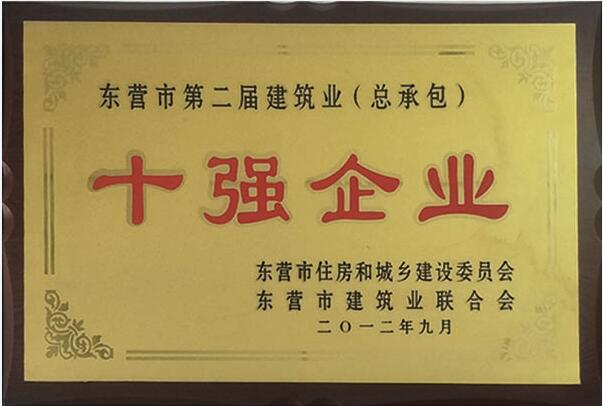 东营市第二届建筑业（总承包）
十强企业
东营市住房和城乡建设委员会
东营市建筑业联合会
二〇一二年九月